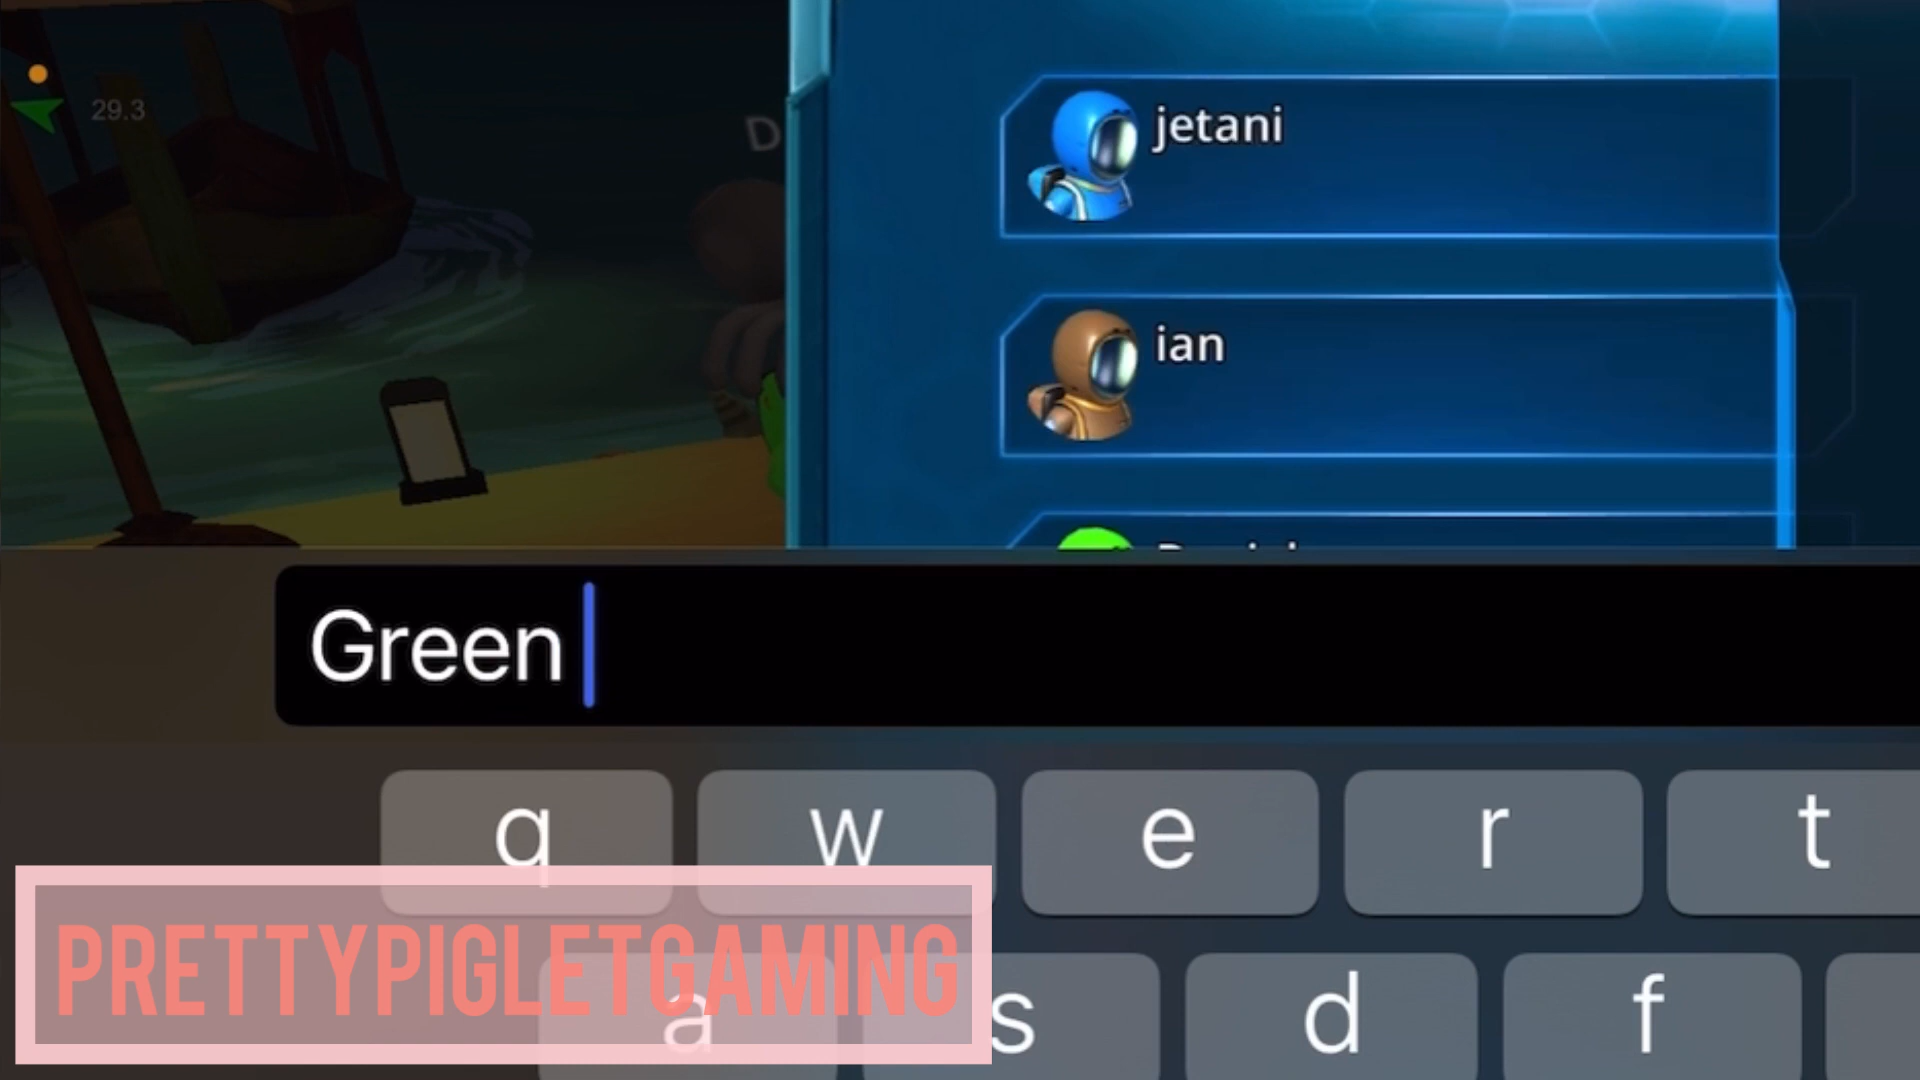 29.3
D
jetani
ian
Green
q w e r t
a s d f
PRETTYPIGLETGAMING